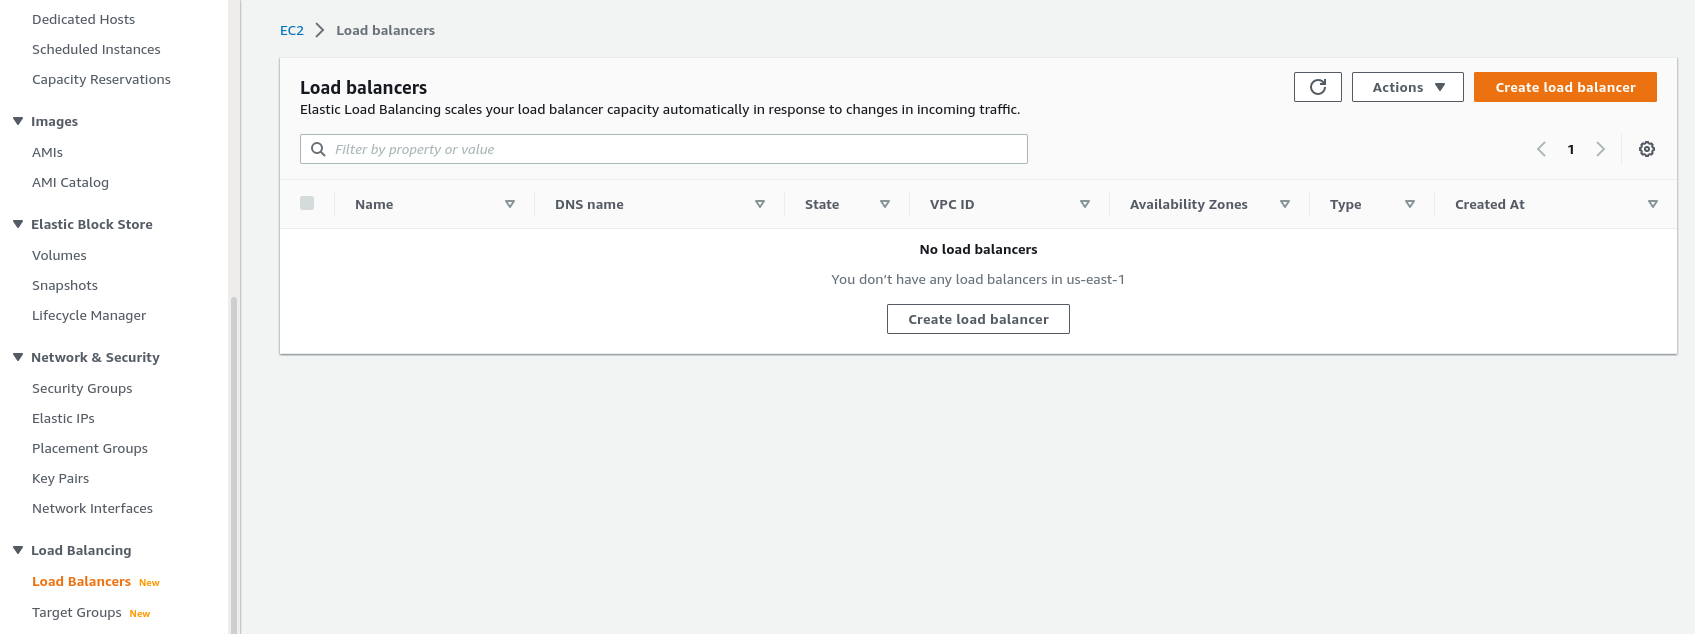 Dedicated Hosts
Scheduled Instances
Capacity Reservations
Images
AMIs
AMI Catalog
Elastic Block Store
Volumes
Snapshots
Lifecycle Manager
Network & Security
Security Groups
Elastic IPs
Placement Groups
Key Pairs
Network Interfaces
Load Balancing
Load Balancers New
Target Groups New
EC2 Load balancers
Load balancers
Elastic Load Balancing scales your load balancer capacity automatically in response to changes in incoming traffic.
Actions
Create load balancer
Filter by property or value
1
Name DNS name State VPC ID Availability Zones Type Created At
No load balancers
You don’t have any load balancers in us-east-1
Create load balancer